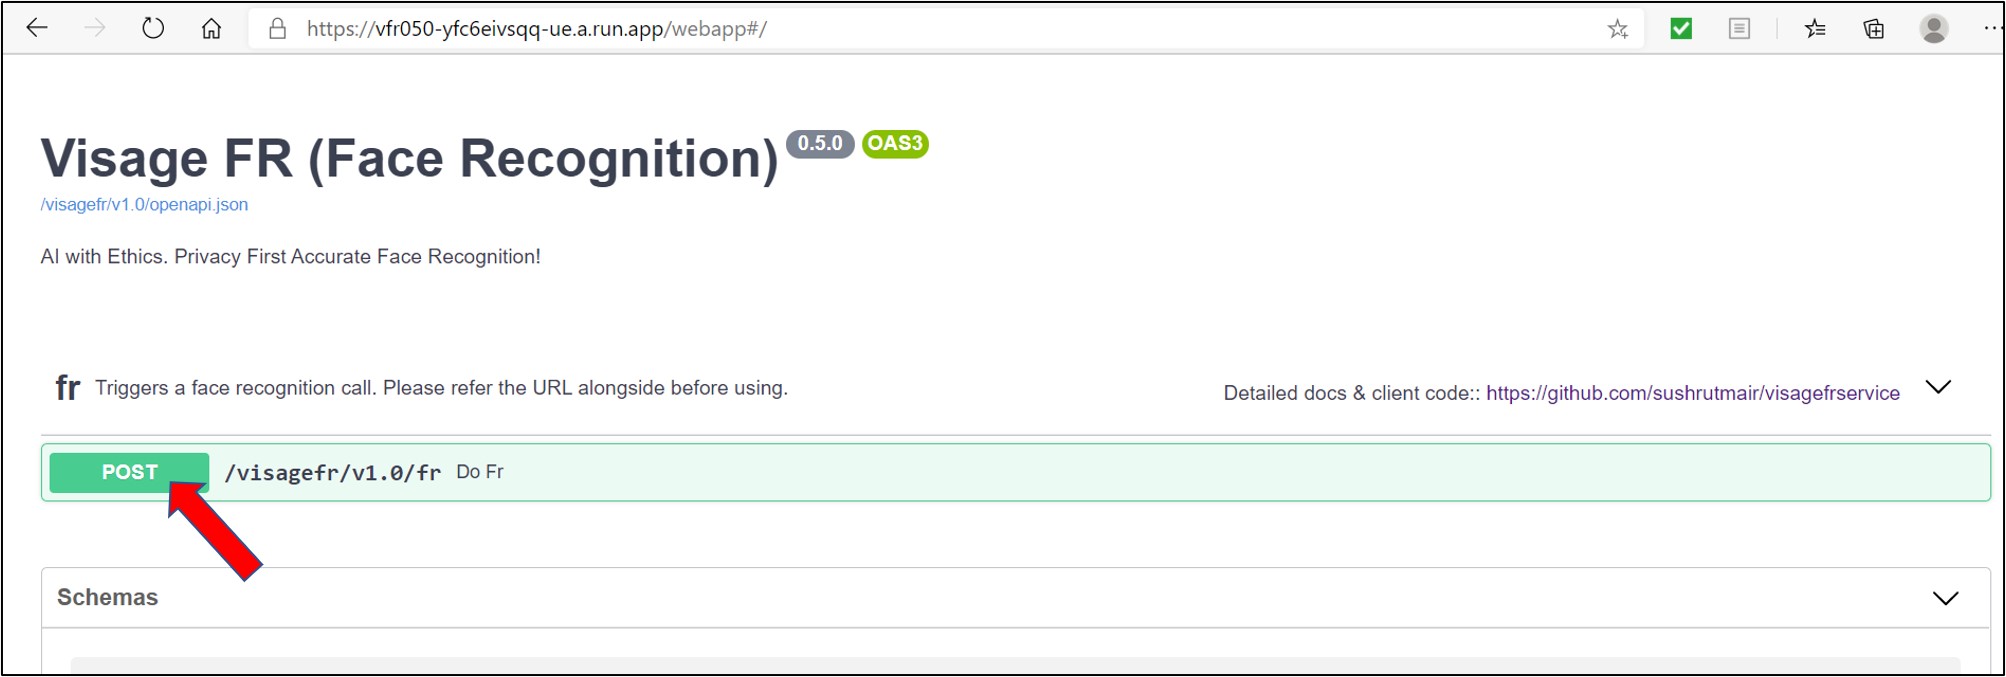 https://vfr050-yfc6eivsqq-ue.a.run.app/webapp#/
Visage FR (Face Recognition) 0.5.0 OAS3
/visagefr/v1.0/openapi.json
AI with Ethics. Privacy First Accurate Face Recognition!
fr Triggers a face recognition call. Please refer the URL alongside before using. Detailed docs & client code:: https://github.com/sushrutmair/visagefrservice
POST /visagefr/v1.0/fr Do Fr
Schemas